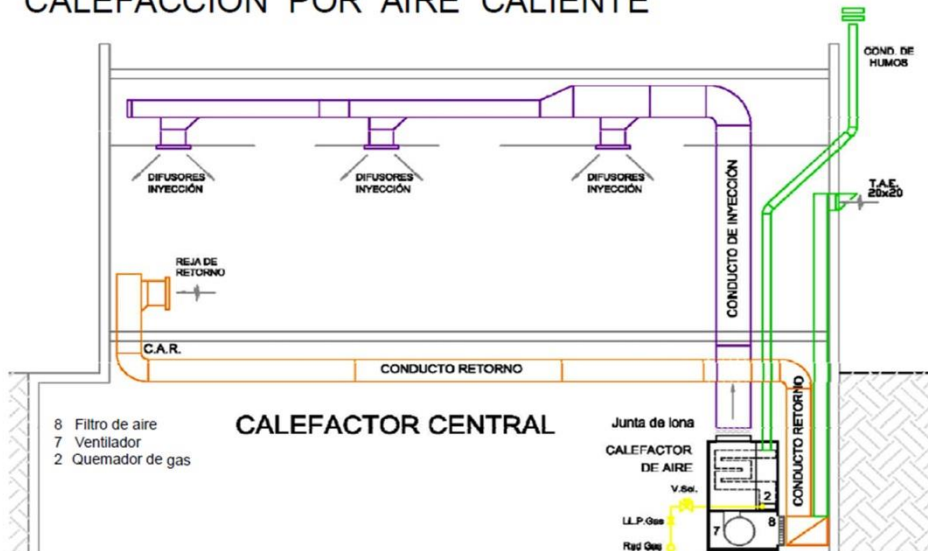 CALEFACCIÓN POR AIRE CALIENTE
COND. DE
HUMOS
T.A.E.
20x20
DIFUSORES
INYECCIÓN
DIFUSORES
INYECCIÓN
DIFUSORES
INYECCIÓN
CONDUCTO DE INYECCIÓN
REJA DE
RETORNO
C.A.R.
CONDUCTO RETORNO
CONDUCTO RETORNO
8 Filtro de aire
7 Ventilador
2 Quemador de gas
CALEFACTOR CENTRAL
Junta de lona
CALEFACTOR
DE AIRE
V.Sol.
2
LL.P.Gas
7
8
Red Gas